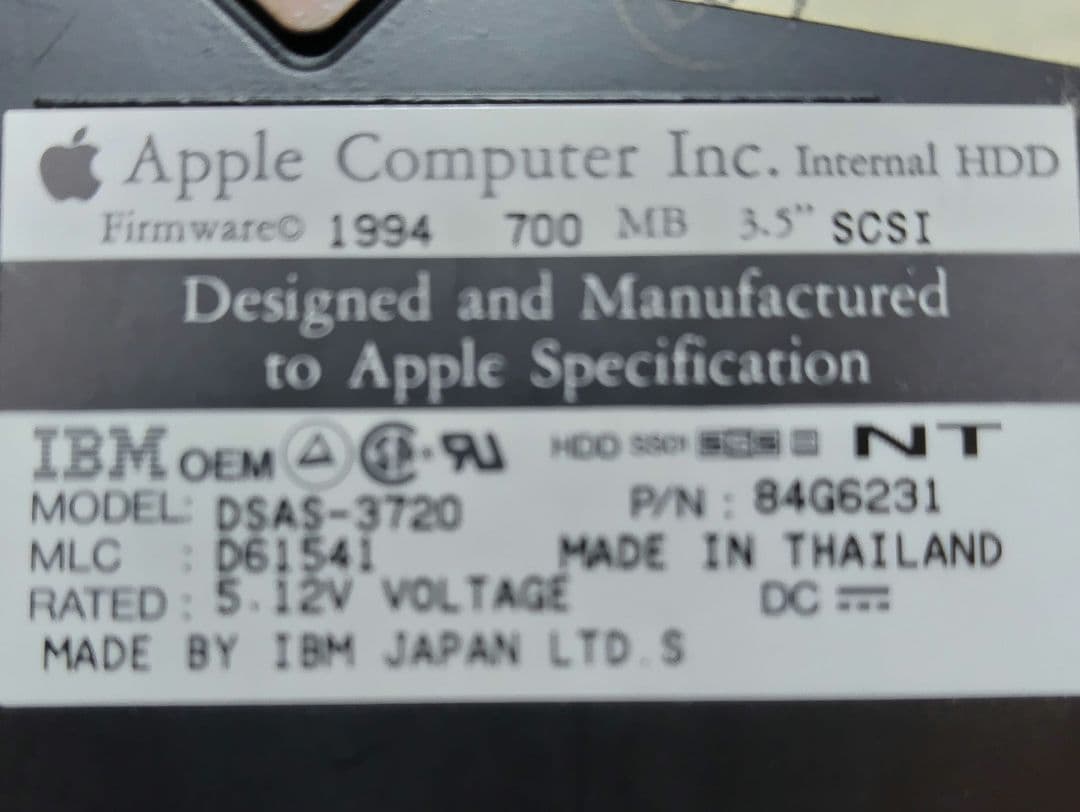 Apple Computer Inc. Internal HDD
Firmware© 1994 700 MB 3.5" SCSI
Designed and Manufactured
to Apple Specification
IBM OEM HDD NT
MODEL: DSAS-3720 P/N : 84G6231
MLC : D61541 MADE IN THAILAND
RATED : 5.12V VOLTAGE DC
MADE BY IBM JAPAN LTD.S